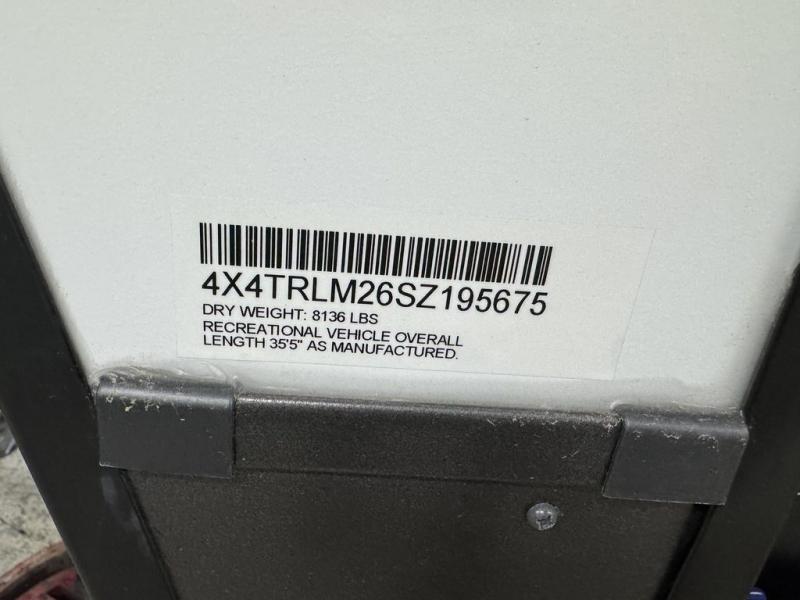 4X4TRLM26SZ195675
DRY WEIGHT: 8136 LBS
RECREATIONAL VEHICLE OVERALL
LENGTH 35'5" AS MANUFACTURED.